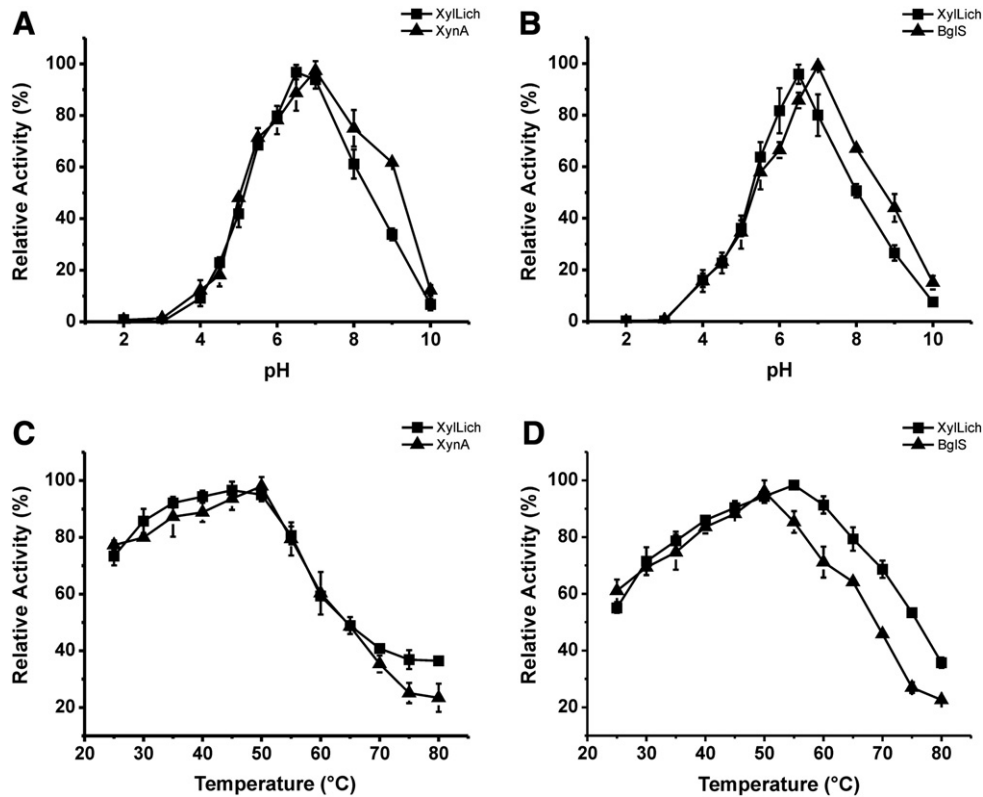 A
XylLich
XynA
Relative Activity (%)
100
80
60
40
20
0
2 4 6 8 10
pH
B
XylLich
BglS
Relative Activity (%)
100
80
60
40
20
0
2 4 6 8 10
pH
C
XylLich
XynA
Relative Activity (%)
100
80
60
40
20
20 30 40 50 60 70 80
Temperature (°C)
D
XylLich
BglS
Relative Activity (%)
100
80
60
40
20
20 30 40 50 60 70 80
Temperature (°C)